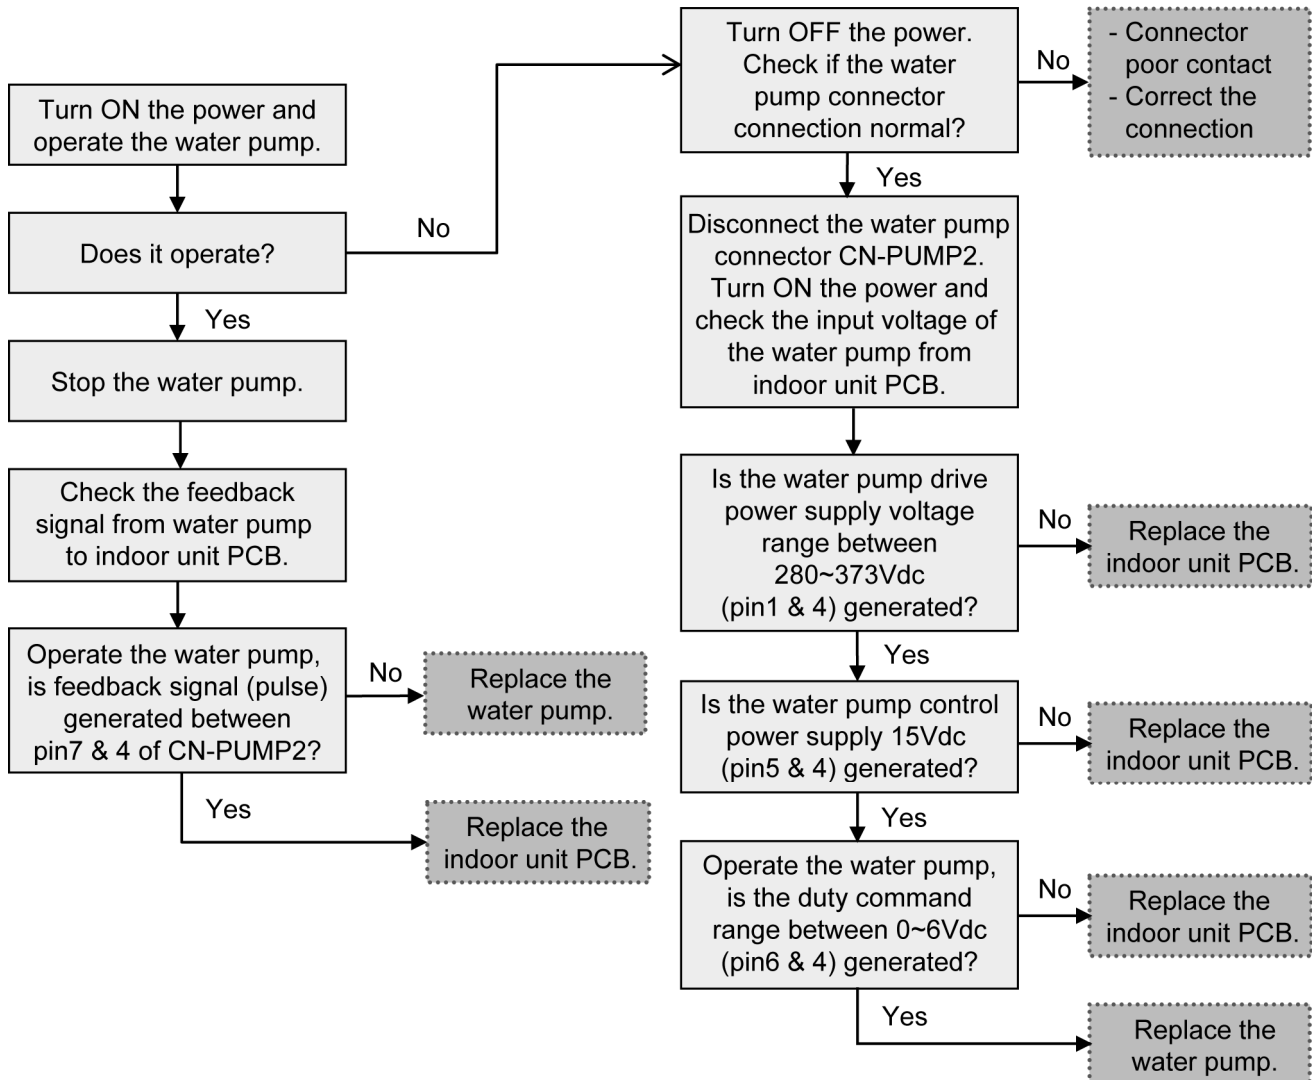 Turn ON the power and
operate the water pump.
Does it operate?
No
Yes
Stop the water pump.
Check the feedback
signal from water pump
to indoor unit PCB.
Operate the water pump,
is feedback signal (pulse)
generated between
pin7 & 4 of CN-PUMP2?
No
Replace the
water pump.
Yes
Replace the
indoor unit PCB.
Turn OFF the power.
Check if the water
pump connector
connection normal?
No
- Connector
poor contact
- Correct the
connection
Yes
Disconnect the water pump
connector CN-PUMP2.
Turn ON the power and
check the input voltage of
the water pump from
indoor unit PCB.
Is the water pump drive
power supply voltage
range between
280~373Vdc
(pin1 & 4) generated?
No
Replace the
indoor unit PCB.
Yes
Is the water pump control
power supply 15Vdc
(pin5 & 4) generated?
No
Replace the
indoor unit PCB.
Yes
Operate the water pump,
is the duty command
range between 0~6Vdc
(pin6 & 4) generated?
No
Replace the
indoor unit PCB.
Yes
Replace the
water pump.